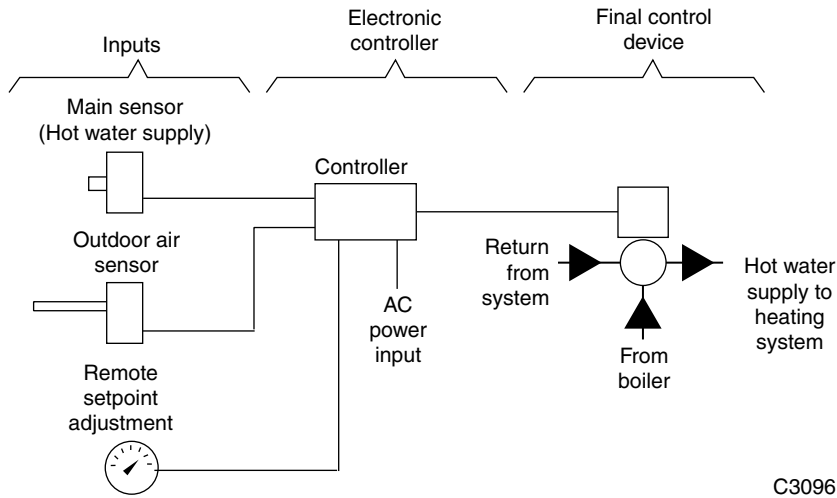 Inputs
Electronic
controller
Final control
device
Main sensor
(Hot water supply)
Controller
Outdoor air
sensor
Return
from
system
Hot water
supply to
heating
system
AC
power
input
From
boiler
Remote
setpoint
adjustment
C3096